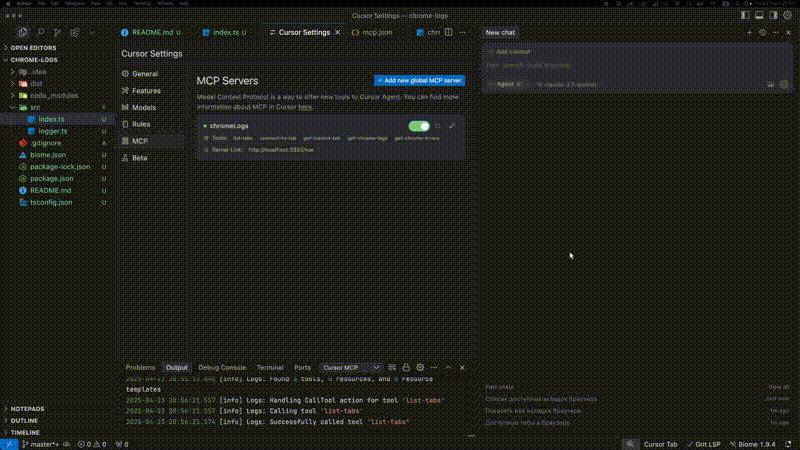 Cursor Settings — chrome-logs
README.md U
index.ts U
Cursor Settings
mcp.json
New chat
OPEN EDITORS
CHROME-LOGS
.idea
dist
node_modules
src
index.ts U
logger.ts U
.gitignore A
biome.json U
package-lock.json U
package.json U
README.md U
tsconfig.json U
NOTEPADS
OUTLINE
TIMELINE
Cursor Settings
General
Features
Models
Rules
MCP
Beta
MCP Servers
+ Add new global MCP server
Model Context Protocol is a way to offer new tools to Cursor Agent. You can find more
information about MCP in Cursor here.
chromeLogs
Tools: list-tabs connect-to-tab get-current-tab get-chrome-logs get-chrome-errors
Server Link: http://localhost:5333/sse
Add context
Plan, search, build anything
Agent
claude-3.7-sonnet
Problems Output Debug Console Terminal Ports Cursor MCP
2025-04-23 20:55:13.648 [info] Logs: Found 5 tools, 0 resources, and 0 resource
templates
2025-04-23 20:56:21.557 [info] Logs: Handling CallTool action for tool 'list-tabs'
2025-04-23 20:56:21.557 [info] Logs: Calling tool 'list-tabs'
2025-04-23 20:56:21.574 [info] Logs: Successfully called tool 'list-tabs'
Past chats View all
Список доступных вкладок браузера Just now
Показать все вкладки браузера 1m ago
Доступные табы в браузере 1m ago
master*+ 0 0 0 Cursor Tab Grit LSP Biome 1.9.4